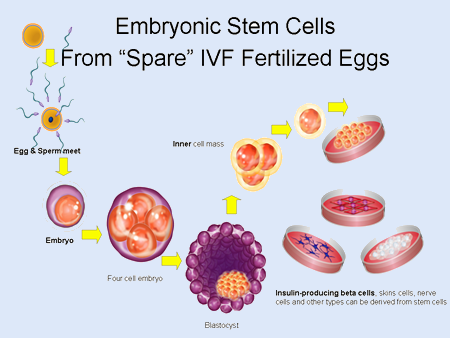 Embryonic Stem Cells
From “Spare” IVF Fertilized Eggs
Egg & Sperm meet
Inner cell mass
Embryo
Four cell embryo
Insulin-producing beta cells, skins cells, nerve
cells and other types can be derived from stem cells
Blastocyst